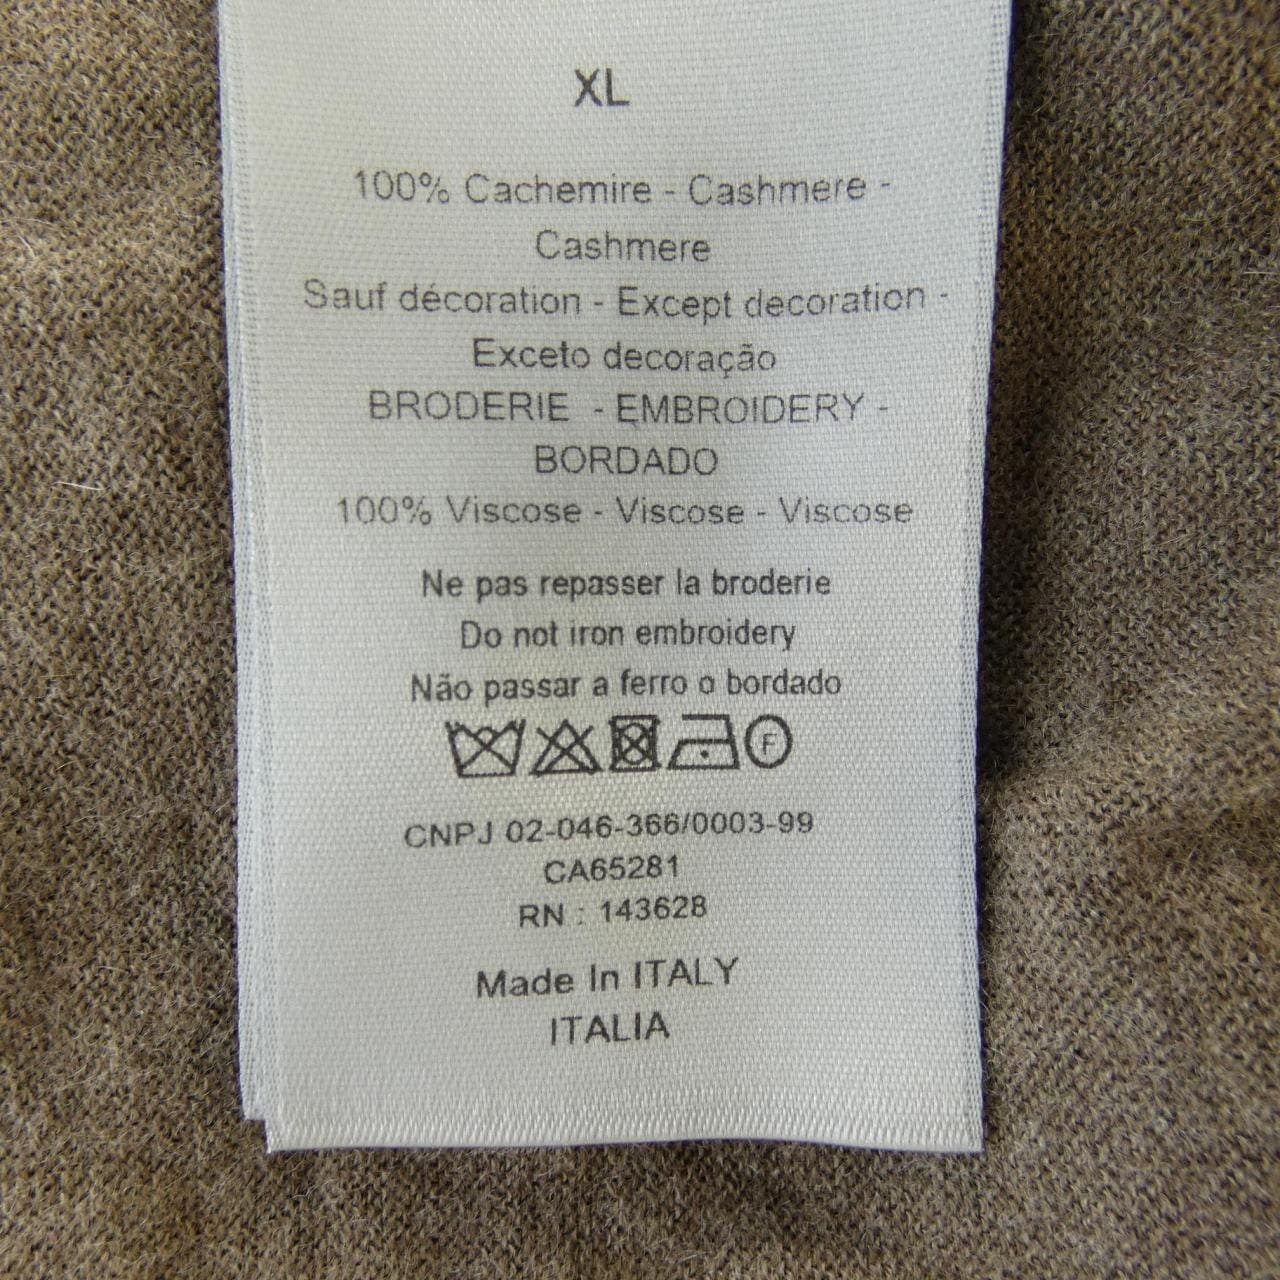 XL
100% Cachemire - Cashmere -
Cashmere
Sauf décoration - Except decoration -
Exceto decoração
BRODERIE - EMBROIDERY -
BORDADO
100% Viscose - Viscose - Viscose
Ne pas repasser la broderie
Do not iron embroidery
Não passar a ferro o bordado
F
CNPJ 02-046-366/0003-99
CA65281
RN : 143628
Made In ITALY
ITALIA